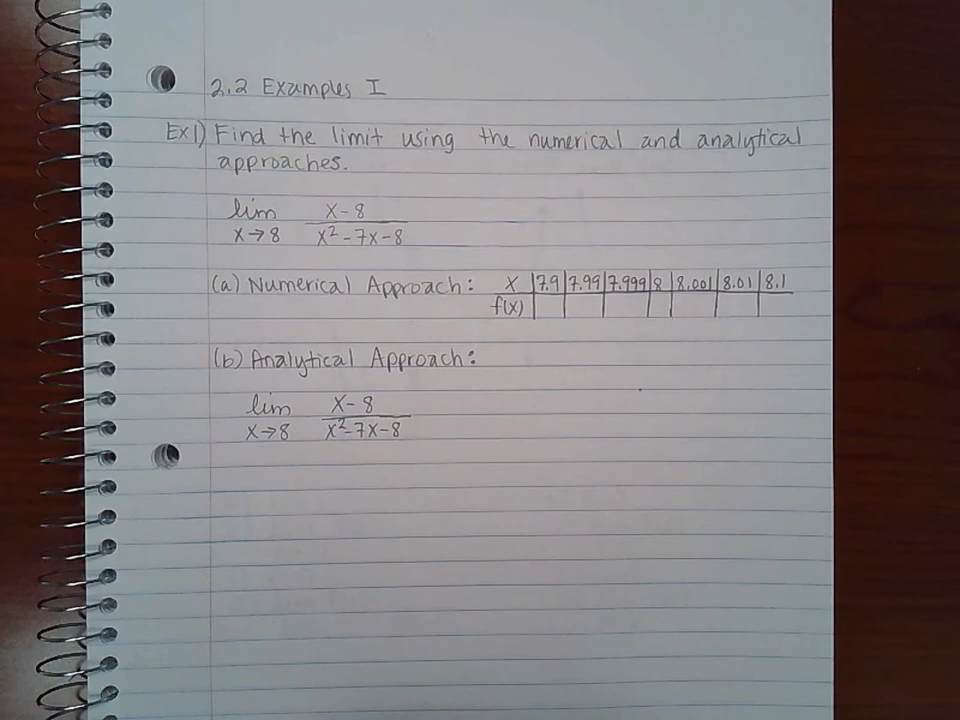 2.2 Examples I
Ex1) Find the limit using the numerical and analytical
approaches.
lim x-8
x→8 x²-7x-8
(a) Numerical Approach: x 7.9 7.99 7.999 8 8.001 8.01 8.1
f(x)
(b) Analytical Approach:
lim x-8
x→8 x²-7x-8